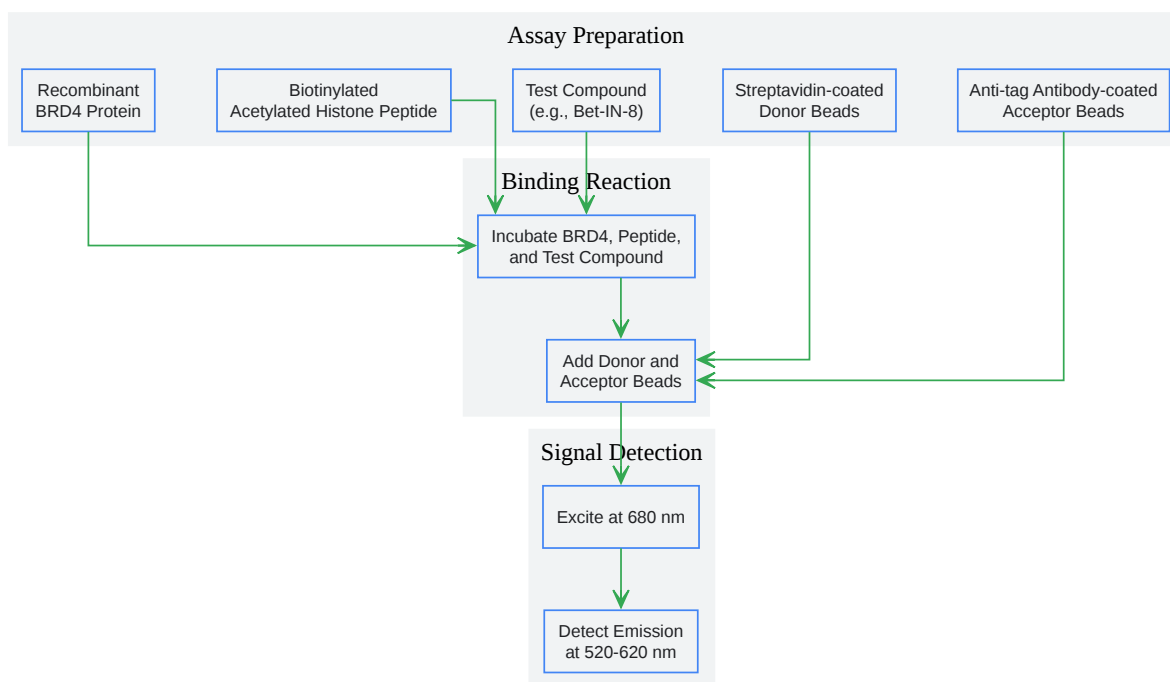 Assay Preparation
Recombinant
BRD4 Protein
Biotinylated
Acetylated Histone Peptide
Test Compound
(e.g., Bet-IN-8)
Streptavidin-coated
Donor Beads
Anti-tag Antibody-coated
Acceptor Beads
Binding Reaction
Incubate BRD4, Peptide,
and Test Compound
Add Donor and
Acceptor Beads
Signal Detection
Excite at 680 nm
Detect Emission
at 520-620 nm